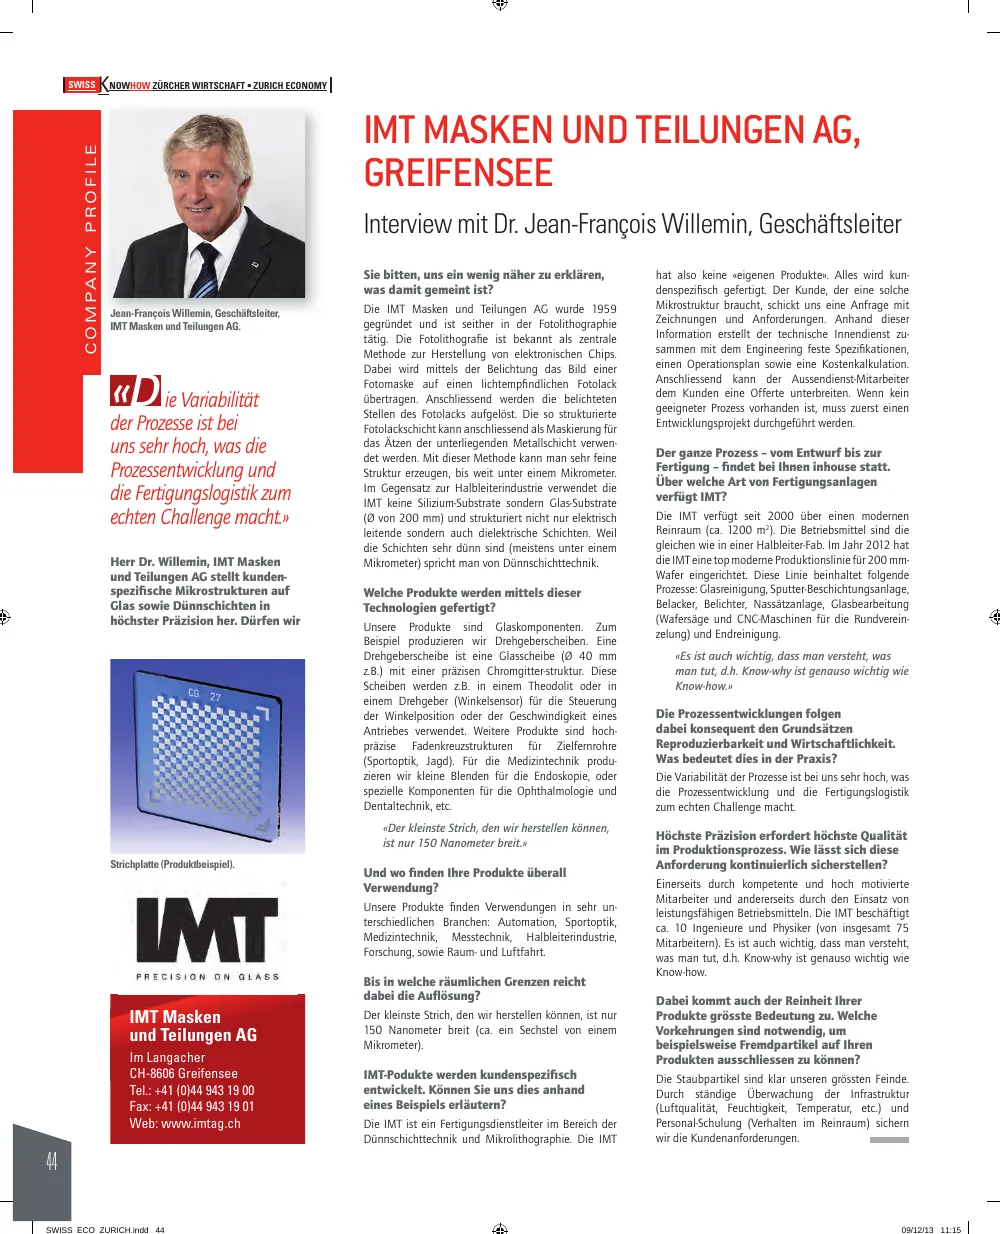 SWISS KNOWHOW ZÜRCHER WIRTSCHAFT • ZURICH ECONOMY
COMPANY PROFILE
Jean-François Willemin, Geschäftsleiter,
IMT Masken und Teilungen AG.
«Die Variabilität
der Prozesse ist bei
uns sehr hoch, was die
Prozessentwicklung und
die Fertigungslogistik zum
echten Challenge macht.»
Herr Dr. Willemin, IMT Masken
und Teilungen AG stellt kunden-
spezifische Mikrostrukturen auf
Glas sowie Dünnschichten in
höchster Präzision her. Dürfen wir
CG 27
Strichplatte (Produktbeispiel).
IMT
PRECISION ON GLASS
IMT Masken
und Teilungen AG
Im Langacher
CH-8606 Greifensee
Tel.: +41 (0)44 943 19 00
Fax: +41 (0)44 943 19 01
Web: www.imtag.ch
IMT MASKEN UND TEILUNGEN AG,
GREIFENSEE
Interview mit Dr. Jean-François Willemin, Geschäftsleiter
Sie bitten, uns ein wenig näher zu erklären,
was damit gemeint ist?
Die IMT Masken und Teilungen AG wurde 1959
gegründet und ist seither in der Fotolithographie
tätig. Die Fotolithografie ist bekannt als zentrale
Methode zur Herstellung von elektronischen Chips.
Dabei wird mittels der Belichtung das Bild einer
Fotomaske auf einen lichtempfindlichen Fotolack
übertragen. Anschliessend werden die belichteten
Stellen des Fotolacks aufgelöst. Die so strukturierte
Fotolackschicht kann anschliessend als Maskierung für
das Ätzen der unterliegenden Metallschicht verwen-
det werden. Mit dieser Methode kann man sehr feine
Struktur erzeugen, bis weit unter einem Mikrometer.
Im Gegensatz zur Halbleiterindustrie verwendet die
IMT keine Silizium-Substrate sondern Glas-Substrate
(Ø von 200 mm) und strukturiert nicht nur elektrisch
leitende sondern auch dielektrische Schichten. Weil
die Schichten sehr dünn sind (meistens unter einem
Mikrometer) spricht man von Dünnschichttechnik.
Welche Produkte werden mittels dieser
Technologien gefertigt?
Unsere Produkte sind Glaskomponenten. Zum
Beispiel produzieren wir Drehgeberscheiben. Eine
Drehgeberscheibe ist eine Glasscheibe (Ø 40 mm
z.B.) mit einer präzisen Chromgitter-struktur. Diese
Scheiben werden z.B. in einem Theodolit oder in
einem Drehgeber (Winkelsensor) für die Steuerung
der Winkelposition oder der Geschwindigkeit eines
Antriebes verwendet. Weitere Produkte sind hoch-
präzise Fadenkreuzstrukturen für Zielfernrohre
(Sportoptik, Jagd). Für die Medizintechnik produ-
zieren wir kleine Blenden für die Endoskopie, oder
spezielle Komponenten für die Ophthalmologie und
Dentaltechnik, etc.
«Der kleinste Strich, den wir herstellen können,
ist nur 150 Nanometer breit.»
Und wo finden Ihre Produkte überall
Verwendung?
Unsere Produkte finden Verwendungen in sehr un-
terschiedlichen Branchen: Automation, Sportoptik,
Medizintechnik, Messtechnik, Halbleiterindustrie,
Forschung, sowie Raum- und Luftfahrt.
Bis in welche räumlichen Grenzen reicht
dabei die Auflösung?
Der kleinste Strich, den wir herstellen können, ist nur
150 Nanometer breit (ca. ein Sechstel von einem
Mikrometer).
IMT-Podukte werden kundenspezifisch
entwickelt. Können Sie uns dies anhand
eines Beispiels erläutern?
Die IMT ist ein Fertigungsdienstleiter im Bereich der
Dünnschichttechnik und Mikrolithographie. Die IMT
hat also keine «eigenen Produkte». Alles wird kun-
denspezifisch gefertigt. Der Kunde, der eine solche
Mikrostruktur braucht, schickt uns eine Anfrage mit
Zeichnungen und Anforderungen. Anhand dieser
Information erstellt der technische Innendienst zu-
sammen mit dem Engineering feste Spezifikationen,
einen Operationsplan sowie eine Kostenkalkulation.
Anschliessend kann der Aussendienst-Mitarbeiter
dem Kunden eine Offerte unterbreiten. Wenn kein
geeigneter Prozess vorhanden ist, muss zuerst einen
Entwicklungsprojekt durchgeführt werden.
Der ganze Prozess – vom Entwurf bis zur
Fertigung – findet bei Ihnen inhouse statt.
Über welche Art von Fertigungsanlagen
verfügt IMT?
Die IMT verfügt seit 2000 über einen modernen
Reinraum (ca. 1200 m²). Die Betriebsmittel sind die
gleichen wie in einer Halbleiter-Fab. Im Jahr 2012 hat
die IMT eine top moderne Produktionslinie für 200 mm-
Wafer eingerichtet. Diese Linie beinhaltet folgende
Prozesse: Glasreinigung, Sputter-Beschichtungsanlage,
Belacker, Belichter, Nassätzanlage, Glasbearbeitung
(Wafersäge und CNC-Maschinen für die Rundverein-
zelung) und Endreinigung.
«Es ist auch wichtig, dass man versteht, was
man tut, d.h. Know-why ist genauso wichtig wie
Know-how.»
Die Prozessentwicklungen folgen
dabei konsequent den Grundsätzen
Reproduzierbarkeit und Wirtschaftlichkeit.
Was bedeutet dies in der Praxis?
Die Variabilität der Prozesse ist bei uns sehr hoch, was
die Prozessentwicklung und die Fertigungslogistik
zum echten Challenge macht.
Höchste Präzision erfordert höchste Qualität
im Produktionsprozess. Wie lässt sich diese
Anforderung kontinuierlich sicherstellen?
Einerseits durch kompetente und hoch motivierte
Mitarbeiter und andererseits durch den Einsatz von
leistungsfähigen Betriebsmitteln. Die IMT beschäftigt
ca. 10 Ingenieure und Physiker (von insgesamt 75
Mitarbeitern). Es ist auch wichtig, dass man versteht,
was man tut, d.h. Know-why ist genauso wichtig wie
Know-how.
Dabei kommt auch der Reinheit Ihrer
Produkte grösste Bedeutung zu. Welche
Vorkehrungen sind notwendig, um
beispielsweise Fremdpartikel auf Ihren
Produkten ausschliessen zu können?
Die Staubpartikel sind klar unseren grössten Feinde.
Durch ständige Überwachung der Infrastruktur
(Luftqualität, Feuchtigkeit, Temperatur, etc.) und
Personal-Schulung (Verhalten im Reinraum) sichern
wir die Kundenanforderungen.
44
SWISS_ECO_ZURICH.indd 44
09/12/13 11:15